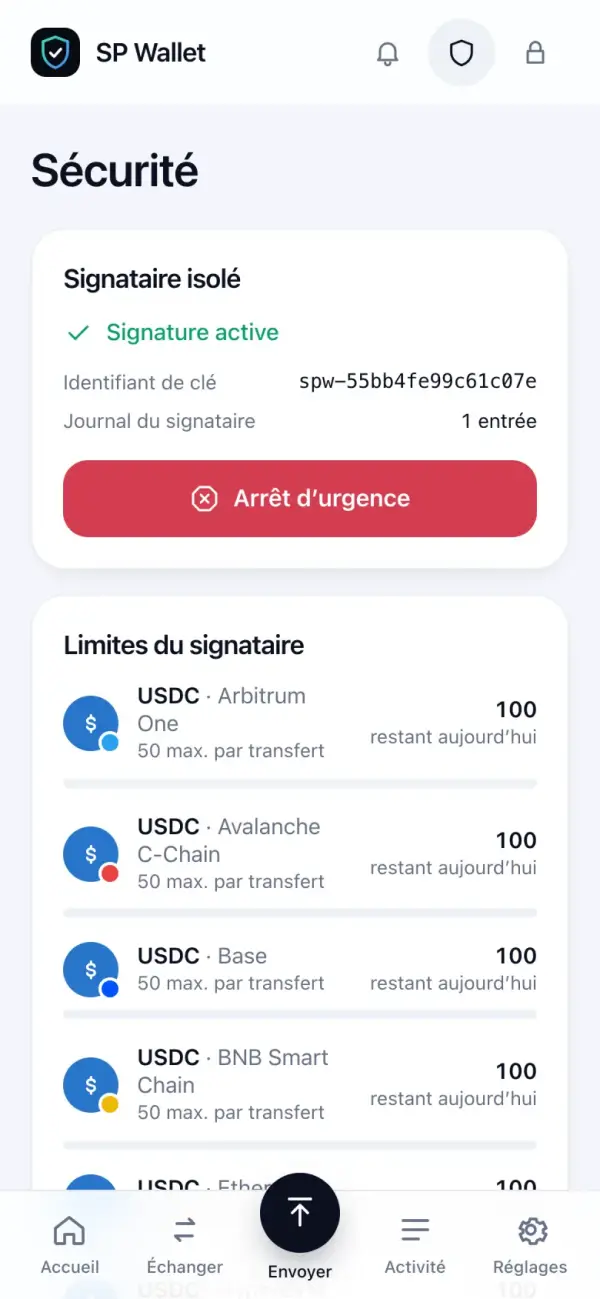 SP Wallet
Sécurité
Signataire isolé
Signature active
Identifiant de clé spw-55bb4fe99c61c07e
Journal du signataire 1 entrée
Arrêt d’urgence
Limites du signataire
USDC · Arbitrum One
50 max. par transfert
100
restant aujourd’hui
USDC · Avalanche C-Chain
50 max. par transfert
100
restant aujourd’hui
USDC · Base
50 max. par transfert
100
restant aujourd’hui
USDC · BNB Smart Chain
50 max. par transfert
100
restant aujourd’hui
USDC ·
100
Accueil
Échanger
Envoyer
Activité
Réglages